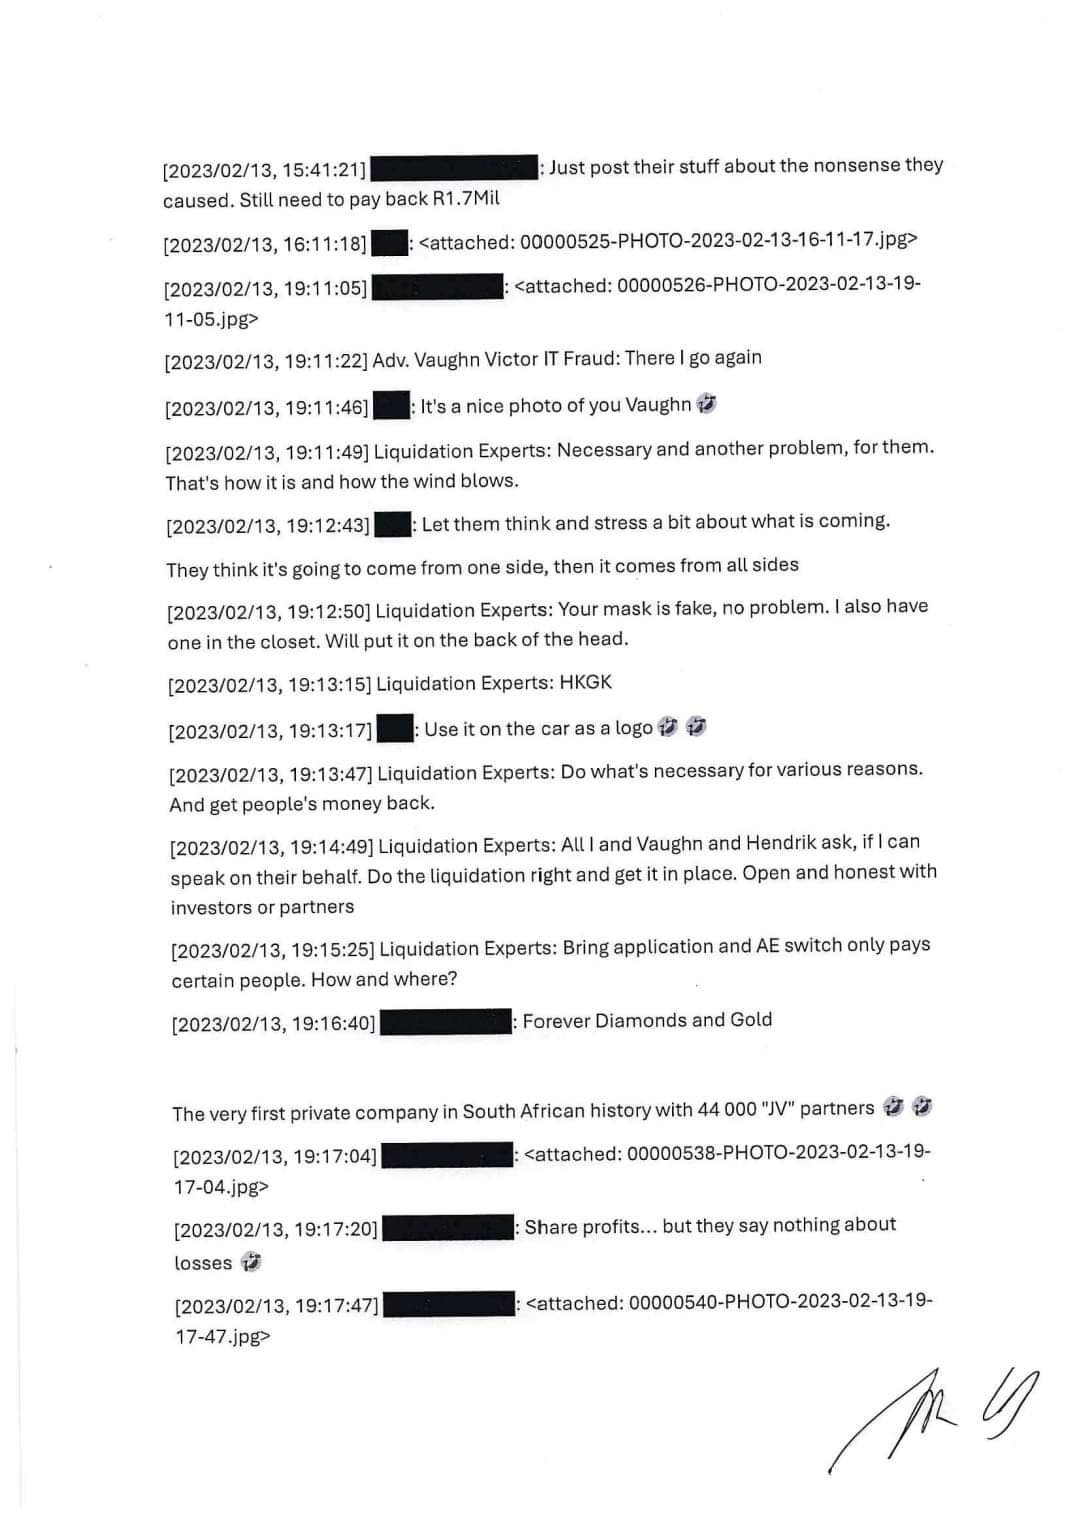 [2023/02/13, 15:41:21] : Just post their stuff about the nonsense they
caused. Still need to pay back R1.7Mil
[2023/02/13, 16:11:18] : <attached: 00000525-PHOTO-2023-02-13-16-11-17.jpg>
[2023/02/13, 19:11:05] : <attached: 00000526-PHOTO-2023-02-13-19-
11-05.jpg>
[2023/02/13, 19:11:22] Adv. Vaughn Victor IT Fraud: There I go again
[2023/02/13, 19:11:46] : It's a nice photo of you Vaughn 🤣
[2023/02/13, 19:11:49] Liquidation Experts: Necessary and another problem, for them.
That's how it is and how the wind blows.
[2023/02/13, 19:12:43] : Let them think and stress a bit about what is coming.
They think it's going to come from one side, then it comes from all sides
[2023/02/13, 19:12:50] Liquidation Experts: Your mask is fake, no problem. I also have
one in the closet. Will put it on the back of the head.
[2023/02/13, 19:13:15] Liquidation Experts: HKGK
[2023/02/13, 19:13:17] : Use it on the car as a logo 🤣 🤣
[2023/02/13, 19:13:47] Liquidation Experts: Do what's necessary for various reasons.
And get people's money back.
[2023/02/13, 19:14:49] Liquidation Experts: All I and Vaughn and Hendrik ask, if I can
speak on their behalf. Do the liquidation right and get it in place. Open and honest with
investors or partners
[2023/02/13, 19:15:25] Liquidation Experts: Bring application and AE switch only pays
certain people. How and where?
[2023/02/13, 19:16:40] : Forever Diamonds and Gold
The very first private company in South African history with 44 000 "JV" partners 🤣 🤣
[2023/02/13, 19:17:04] : <attached: 00000538-PHOTO-2023-02-13-19-
17-04.jpg>
[2023/02/13, 19:17:20] : Share profits... but they say nothing about
losses 🤣
[2023/02/13, 19:17:47] : <attached: 00000540-PHOTO-2023-02-13-19-
17-47.jpg>